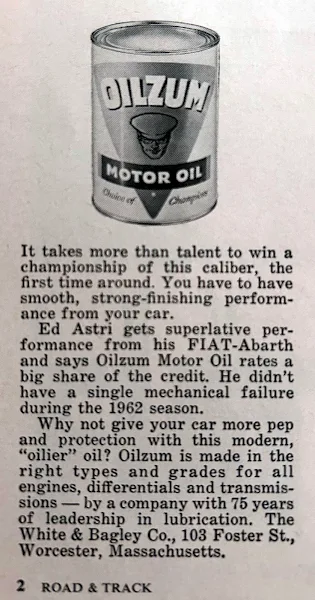 OILZUM
MOTOR OIL
Choice of Champions
It takes more than talent to win a
championship of this caliber, the
first time around. You have to have
smooth, strong-finishing perform-
ance from your car.
Ed Astri gets superlative per-
formance from his FIAT-Abarth
and says Oilzum Motor Oil rates a
big share of the credit. He didn't
have a single mechanical failure
during the 1962 season.
Why not give your car more pep
and protection with this modern,
"oilier" oil? Oilzum is made in the
right types and grades for all
engines, differentials and transmis-
sions — by a company with 75 years
of leadership in lubrication. The
White & Bagley Co., 103 Foster St.,
Worcester, Massachusetts.
2 ROAD & TRACK